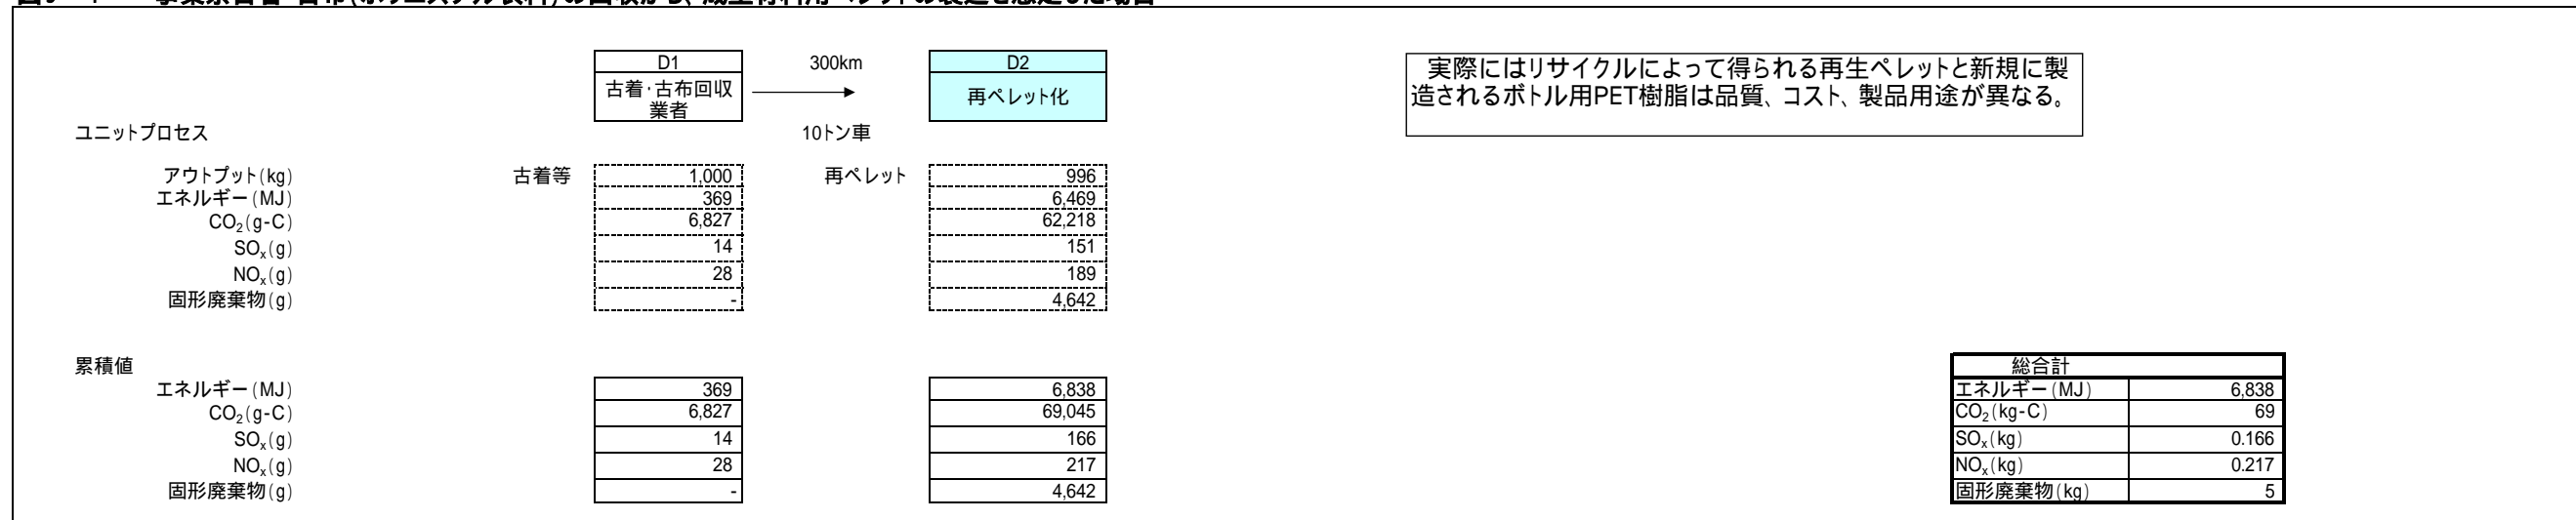 D1 300km D2
実際にはリサイクルによって得られる再生ペレットと新規に製
造されるボトル用PET樹脂は品質、コスト、製品用途が異なる。
古着・古布回収
業者
再ペレット化
ユニットプロセス 10トン車
アウトプット(kg) 古着等 1,000 再ペレット 996
エネルギー(MJ) 369 6,469
CO₂(g-C) 6,827 62,218
SOₓ(g) 14 151
NOₓ(g) 28 189
固形廃棄物(g) - 4,642
累積値
エネルギー(MJ) 369 6,838
CO₂(g-C) 6,827 69,045
SOₓ(g) 14 166
NOₓ(g) 28 217
固形廃棄物(g) - 4,642
総合計
エネルギー(MJ) 6,838
CO₂(kg-C) 69
SOₓ(kg) 0.166
NOₓ(kg) 0.217
固形廃棄物(kg) 5